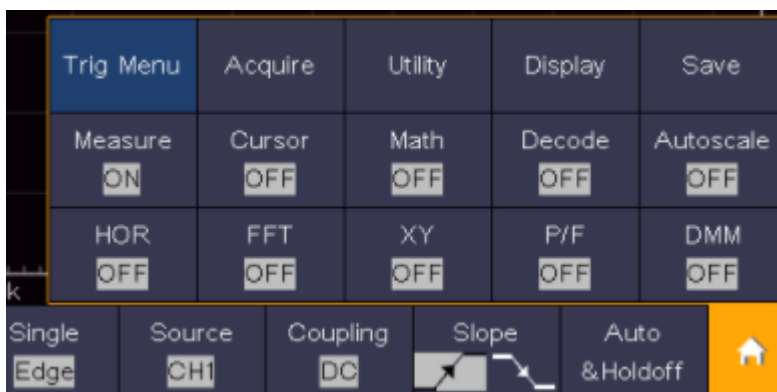 Trig Menu Acquire Utility Display Save
Measure Cursor Math Decode Autoscale
ON OFF OFF OFF OFF
HOR FFT XY P/F DMM
OFF OFF OFF OFF OFF
k
Single Source Coupling Slope Auto
Edge CH1 DC &Holdoff